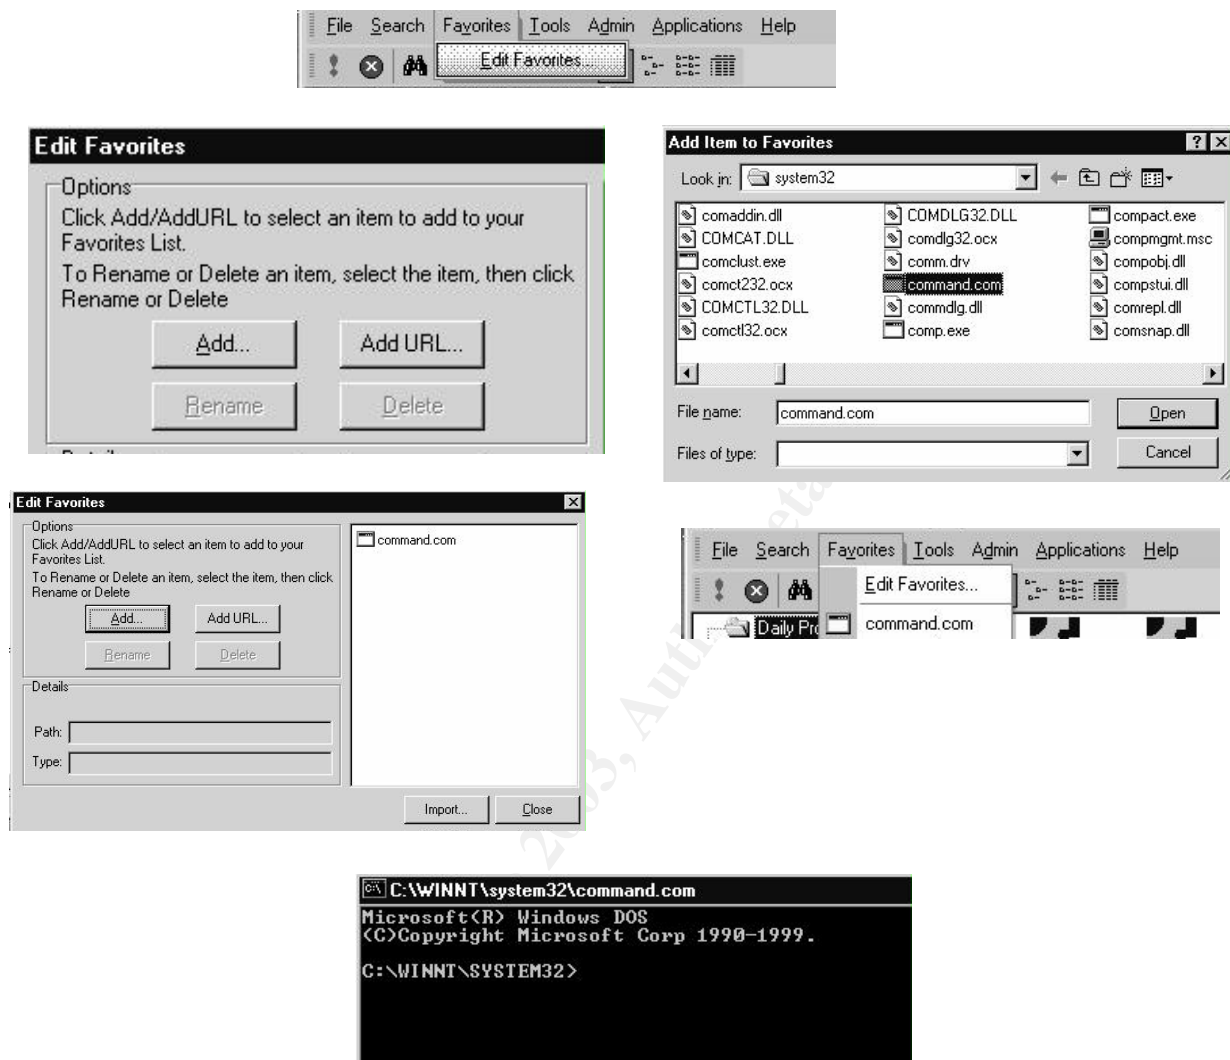 File Search Favorites Tools Admin Applications Help
Edit Favorites...
Edit Favorites
Options
Click Add/AddURL to select an item to add to your
Favorites List.
To Rename or Delete an item, select the item, then click
Rename or Delete
Add... Add URL...
Rename Delete
Add Item to Favorites
Look in: system32
comaddin.dll COMDLG32.DLL compact.exe
COMCAT.DLL comdlg32.ocx compmgmt.msc
comclust.exe comm.drv compobj.dll
comct232.ocx command.com compstui.dll
COMCTL32.DLL commdlg.dll comrepl.dll
comctl32.ocx comp.exe comsnap.dll
File name: command.com Open
Files of type: Cancel
Edit Favorites
Options
Click Add/AddURL to select an item to add to your
Favorites List.
To Rename or Delete an item, select the item, then click
Rename or Delete
Add... Add URL...
Rename Delete
Details
Path:
Type:
command.com
Import... Close
File Search Favorites Tools Admin Applications Help
Edit Favorites...
Daily Pro
command.com
2003, Auth
C:\WINNT\system32\command.com
Microsoft(R) Windows DOS
(C)Copyright Microsoft Corp 1990-1999.
C:\WINNT\SYSTEM32>